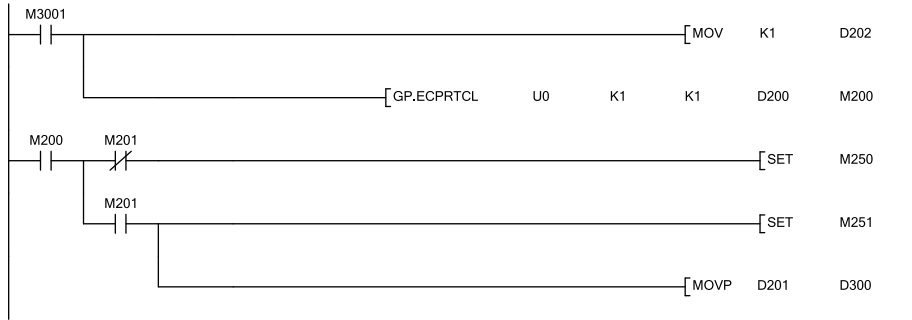 M3001
MOV K1 D202
GP.ECPRTCL U0 K1 K1 D200 M200
M200 M201
SET M250
M201
SET M251
MOVP D201 D300